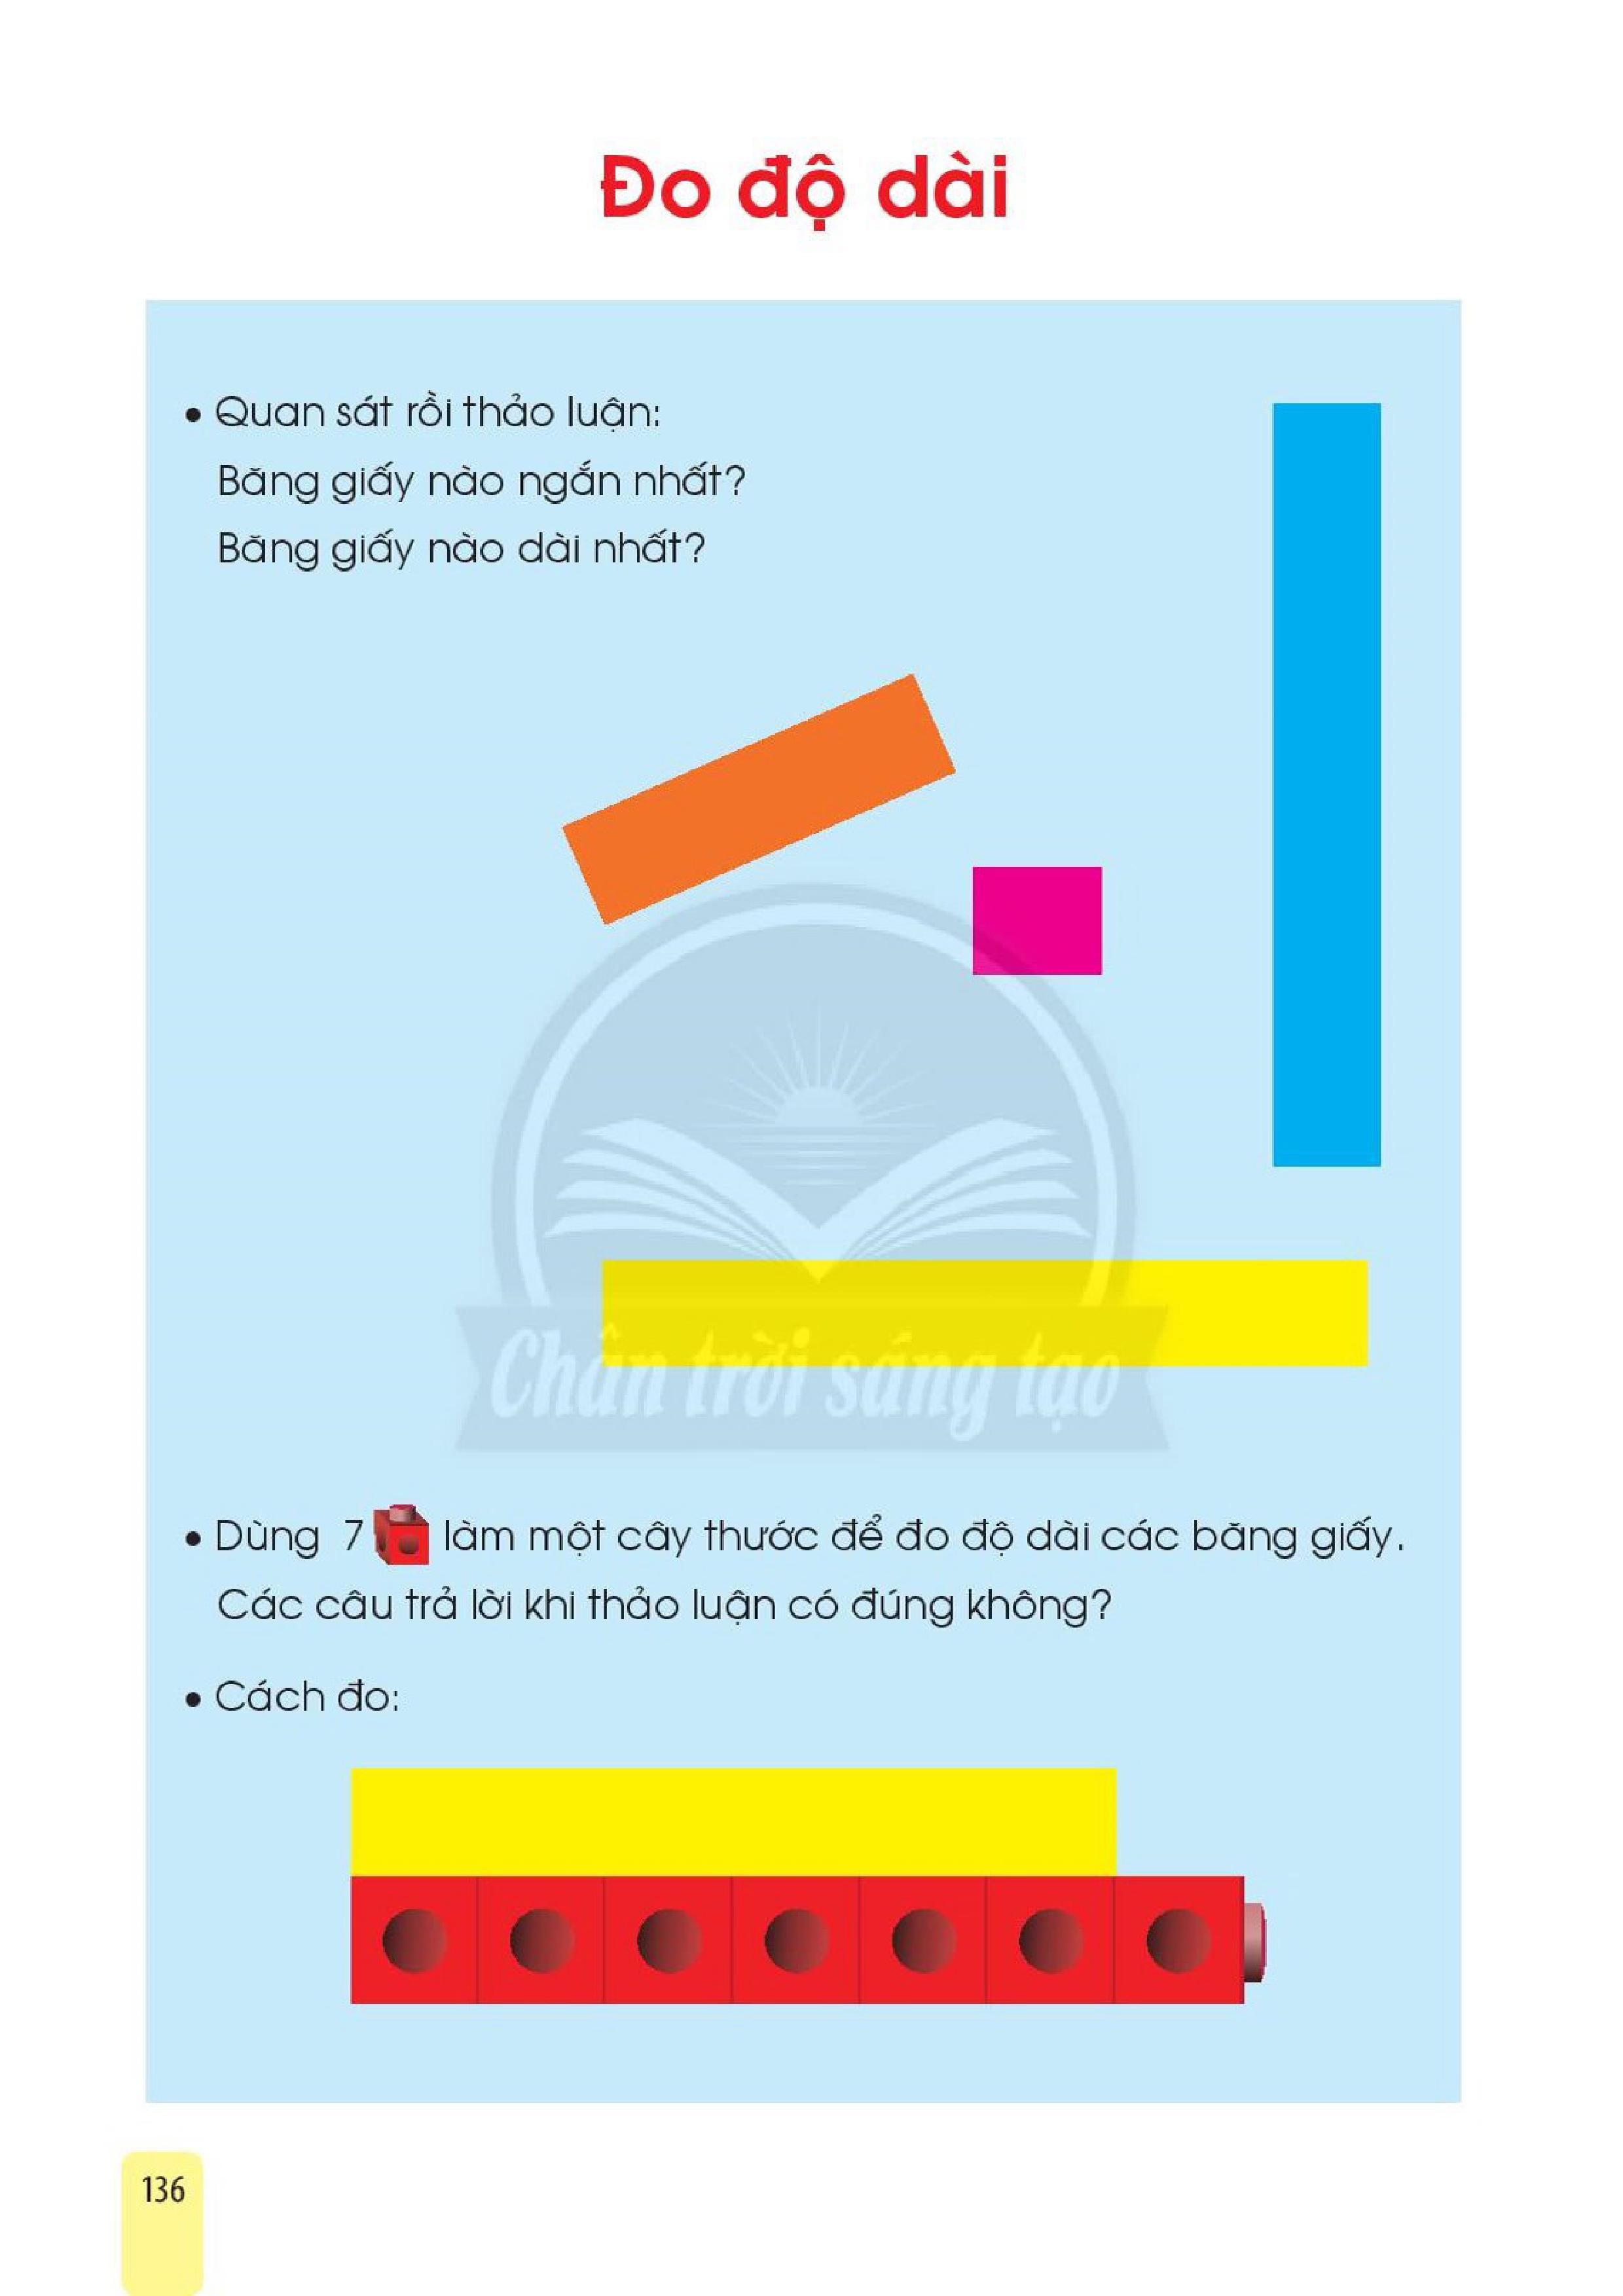 Đo độ dài
• Quan sát rồi thảo luận:
Băng giấy nào ngắn nhất?
Băng giấy nào dài nhất?
Chân trời sáng tạo
• Dùng 7 làm một cây thước để đo độ dài các băng giấy.
Các câu trả lời khi thảo luận có đúng không?
• Cách đo:
136